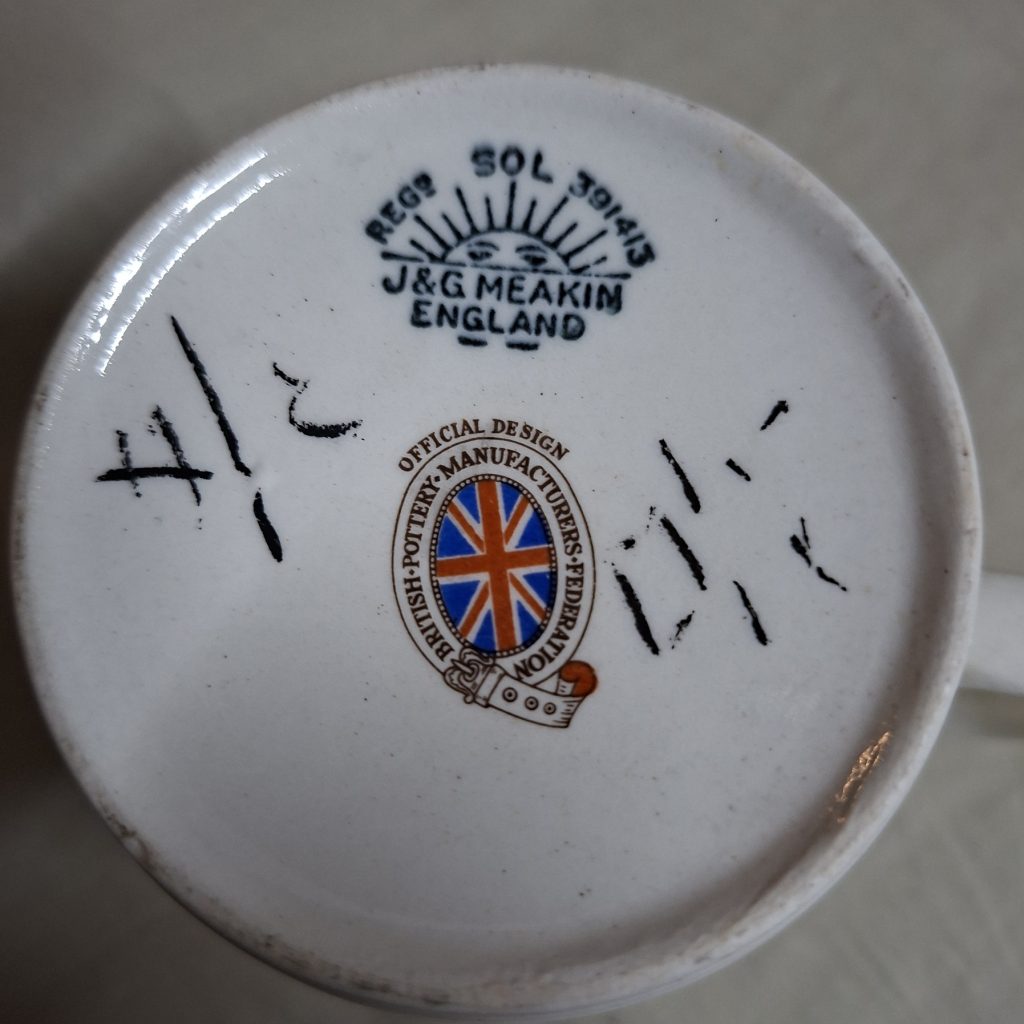 REGD SOL 391413
J&G MEAKIN
ENGLAND
OFFICIAL DESIGN
BRITISH·POTTERY·MANUFACTURERS·FEDERATION